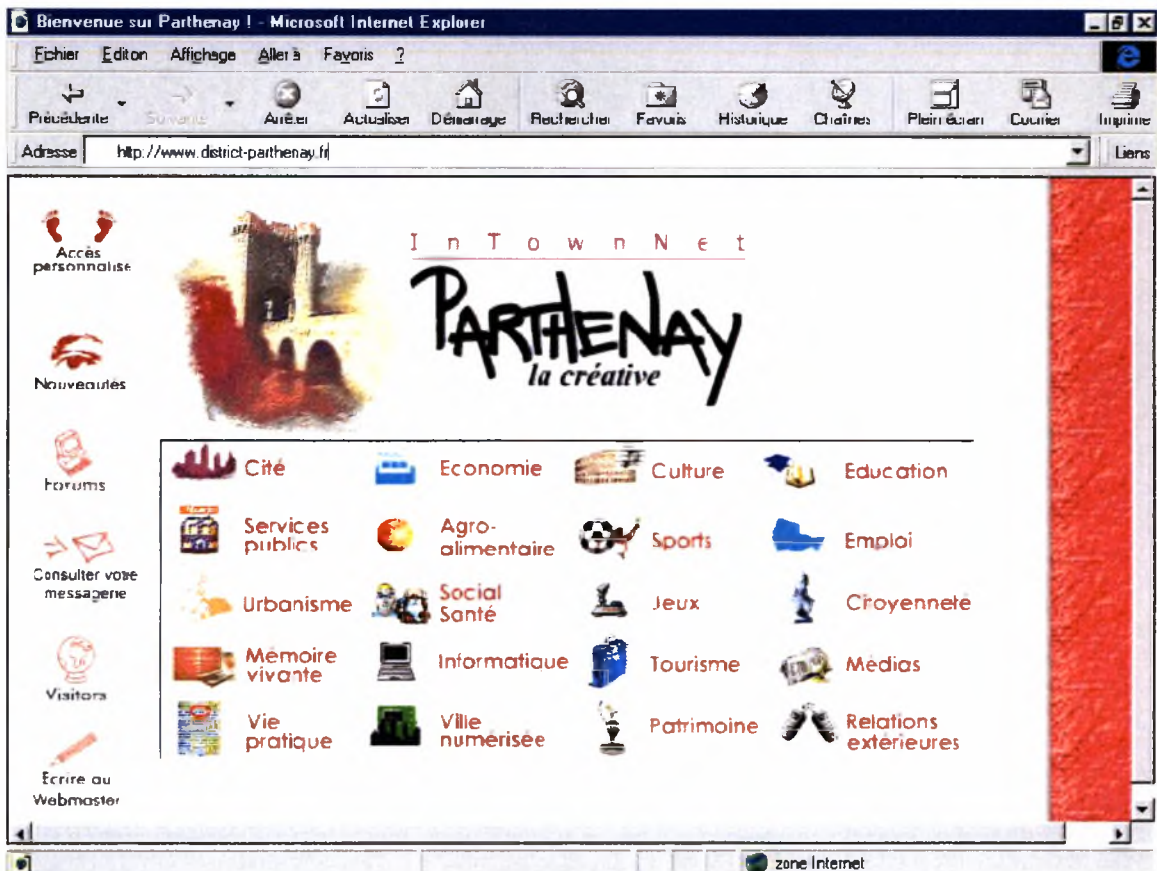 Bienvenue sur Parthenay ! - Microsoft Internet Explorer
Fichier Edition Affichage Aller à Favoris ?
Précédente Suivante Arrêter Actualiser Démarrage Rechercher Favoris Historique Chaînes Plein écran Courrier Imprime
Adresse http://www.district-parthenay.fr Liens
Accès
personnalisé
Nouveautés
Forums
Consulter votre
messagerie
Visitors
Ecrire au
Webmaster
InTownNet
PARTHENAY
la créative
Cité Economie Culture Education
Services
publics
Agro-
alimentaire
Sports
Emploi
Urbanisme
Social
Santé
Jeux
Citoyenneté
Mémoire
vivante
Informatique
Tourisme
Médias
Vie
pratique
Ville
numérisée
Patrimoine
Relations
extérieures
zone Internet